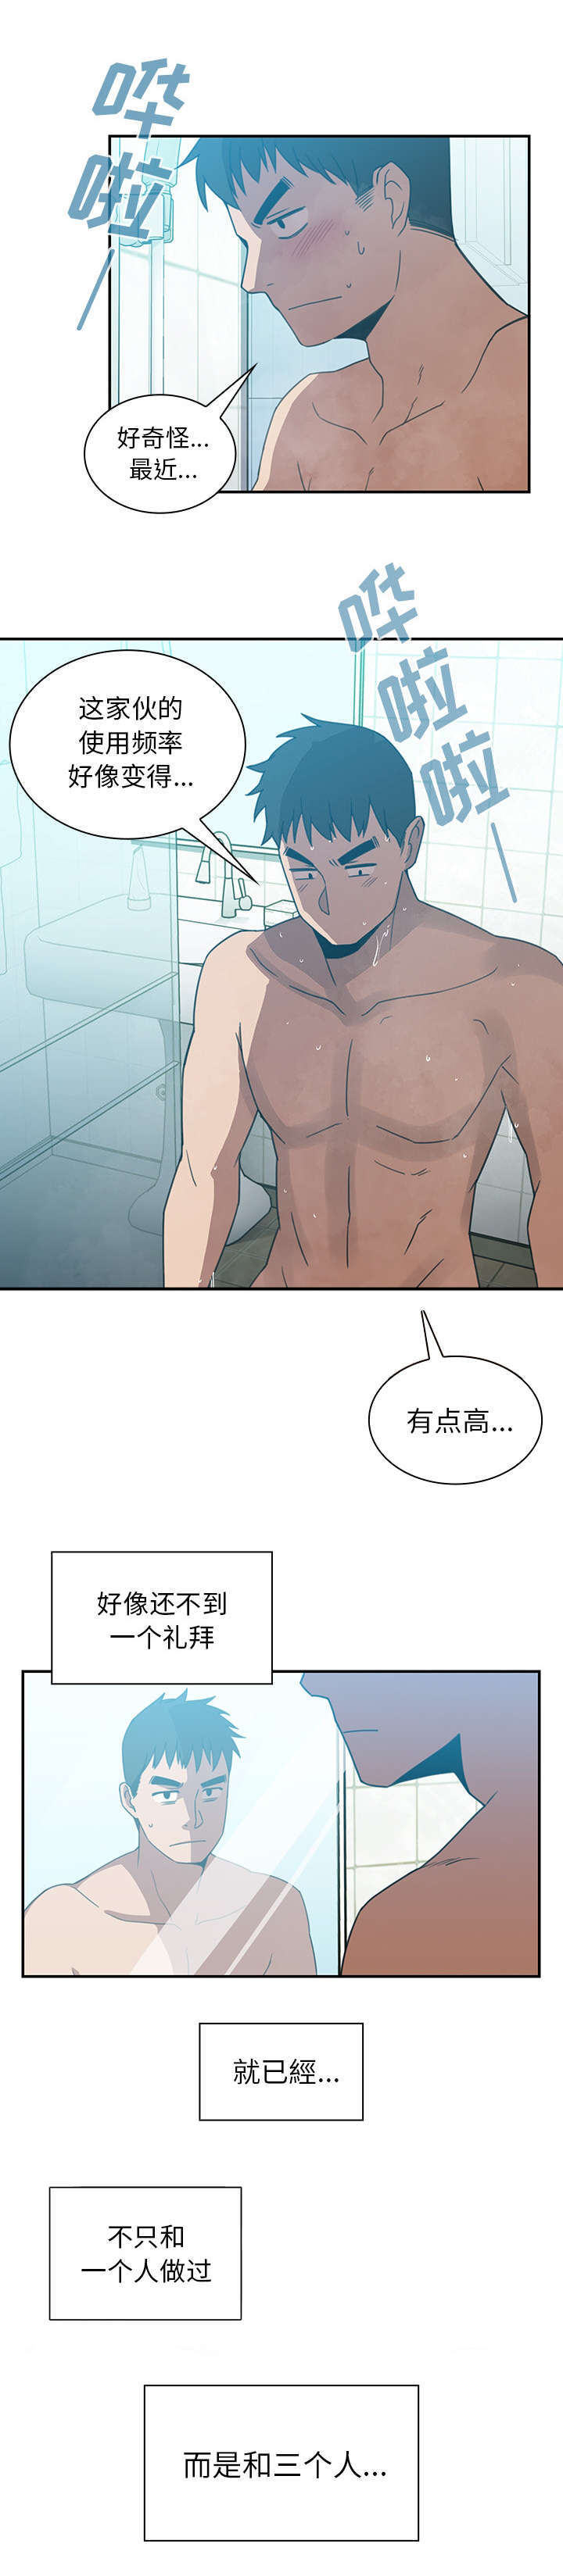 哗
啦
好奇怪...
最近...
哗
啦
啦
这家伙的
使用频率
好像变得...
有点高...
好像还不到
一个礼拜
就已經...
不只和
一个人做过
而是和三个人...